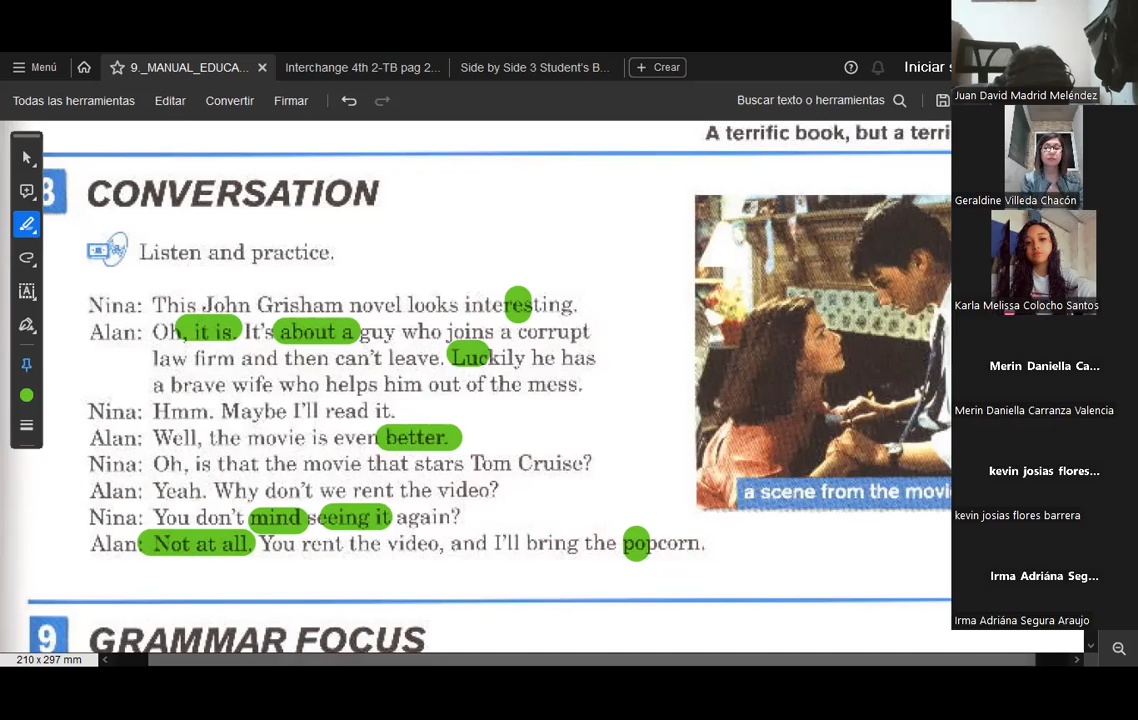 Menú
9._MANUAL_EDUCA...
Interchange 4th 2-TB pag 2...
Side by Side 3 Student's B...
Crear
Iniciar s
Todas las herramientas
Editar
Convertir
Firmar
Buscar texto o herramientas
A terrific book, but a terri
8 CONVERSATION
Listen and practice.
Nina: This John Grisham novel looks interesting.
Alan: Oh, it is. It's about a guy who joins a corrupt
law firm and then can't leave. Luckily he has
a brave wife who helps him out of the mess.
Nina: Hmm. Maybe I'll read it.
Alan: Well, the movie is even better.
Nina: Oh, is that the movie that stars Tom Cruise?
Alan: Yeah. Why don't we rent the video?
Nina: You don't mind seeing it again?
Alan: Not at all. You rent the video, and I'll bring the popcorn.
a scene from the movi
9 GRAMMAR FOCUS
210 x 297 mm
Juan David Madrid Meléndez
Geraldine Villeda Chacón
Karla Melissa Colocho Santos
Merin Daniella Ca...
Merin Daniella Carranza Valencia
kevin josias flores...
kevin josias flores barrera
Irma Adriána Seg...
Irma Adriána Segura Araujo